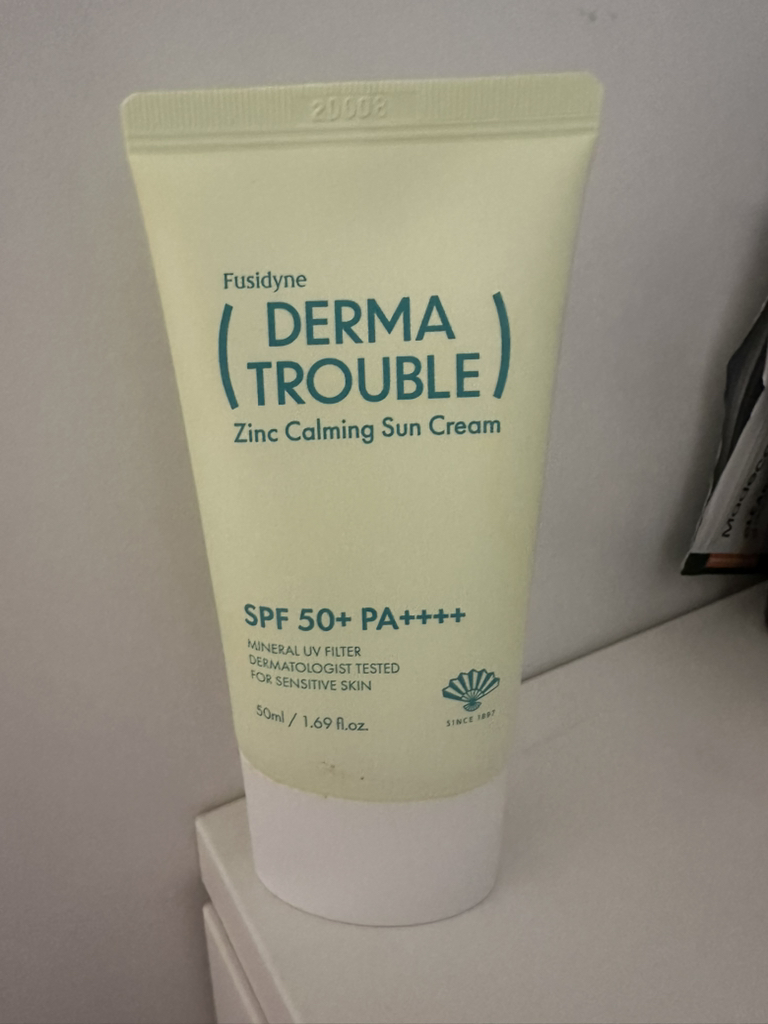 20008
Fusidyne
( DERMA
TROUBLE )
Zinc Calming Sun Cream
SPF 50+ PA++++
MINERAL UV FILTER
DERMATOLOGIST TESTED
FOR SENSITIVE SKIN
50ml / 1.69 fl.oz.
SINCE 1897